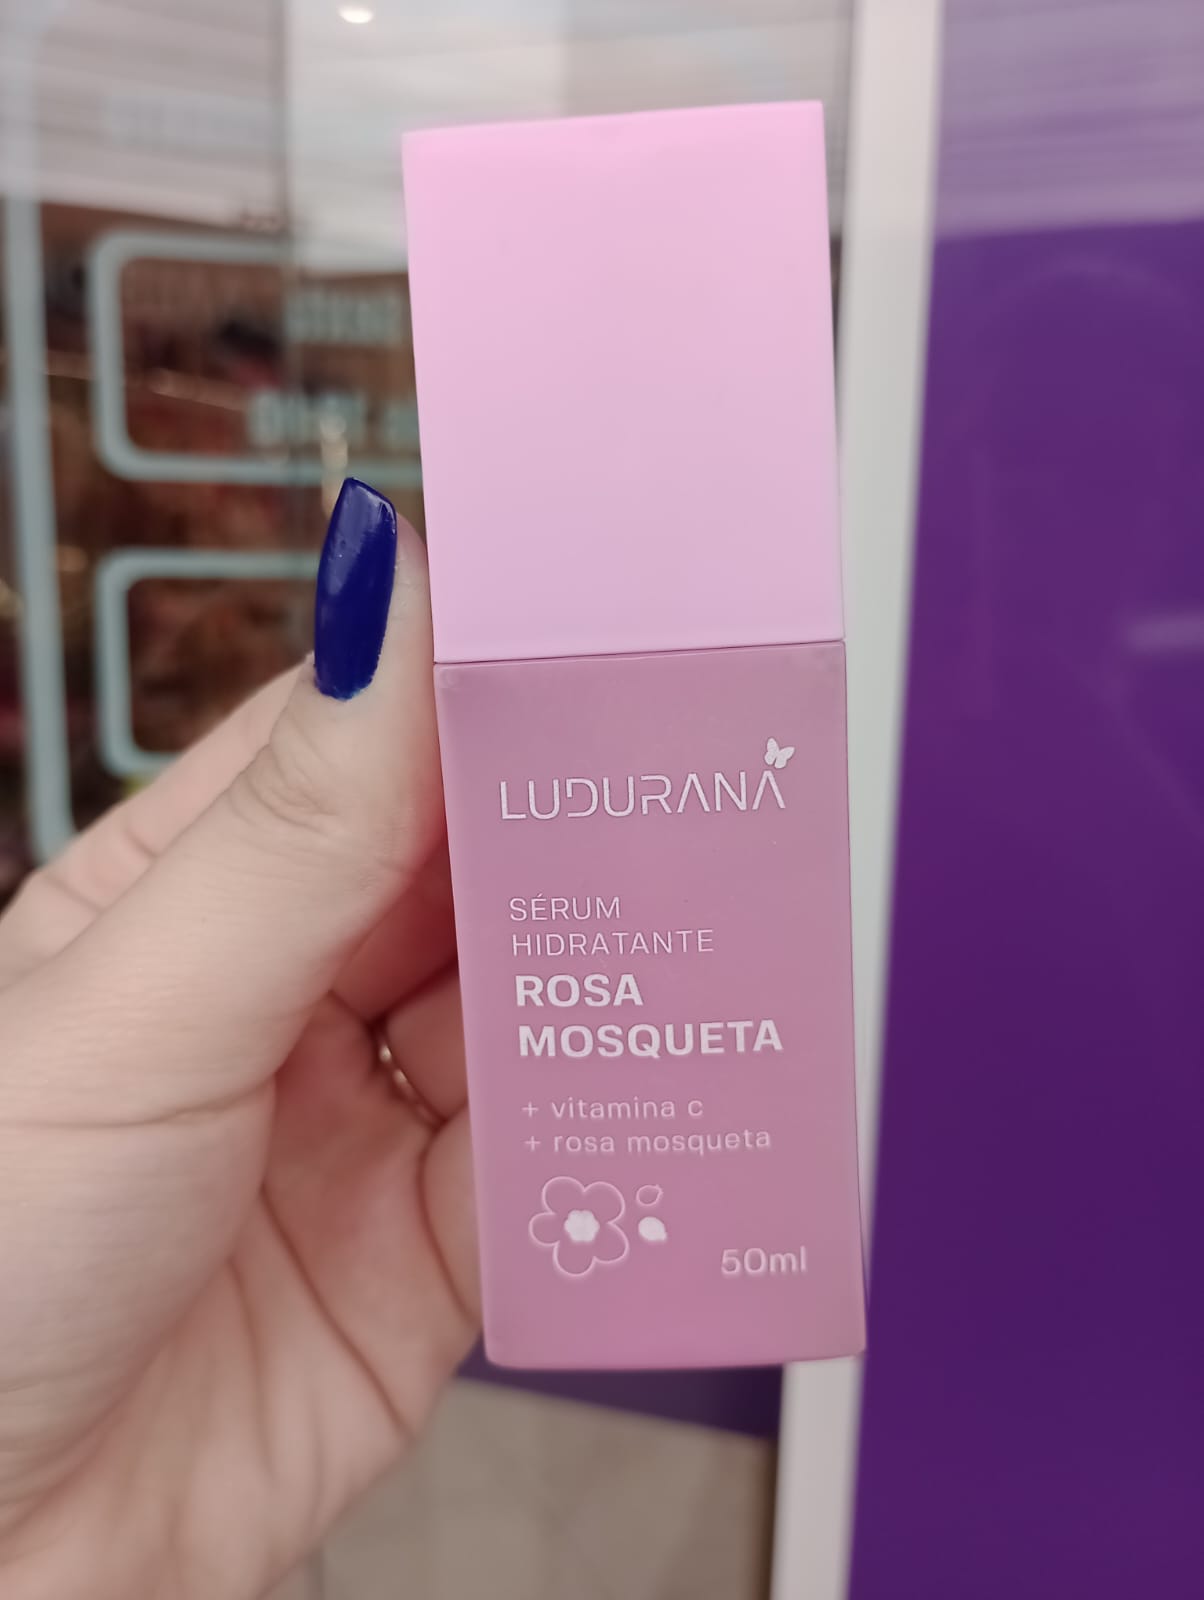 LUDURANA
SÉRUM
HIDRATANTE
ROSA
MOSQUETA
+ vitamina c
+ rosa mosqueta
50ml